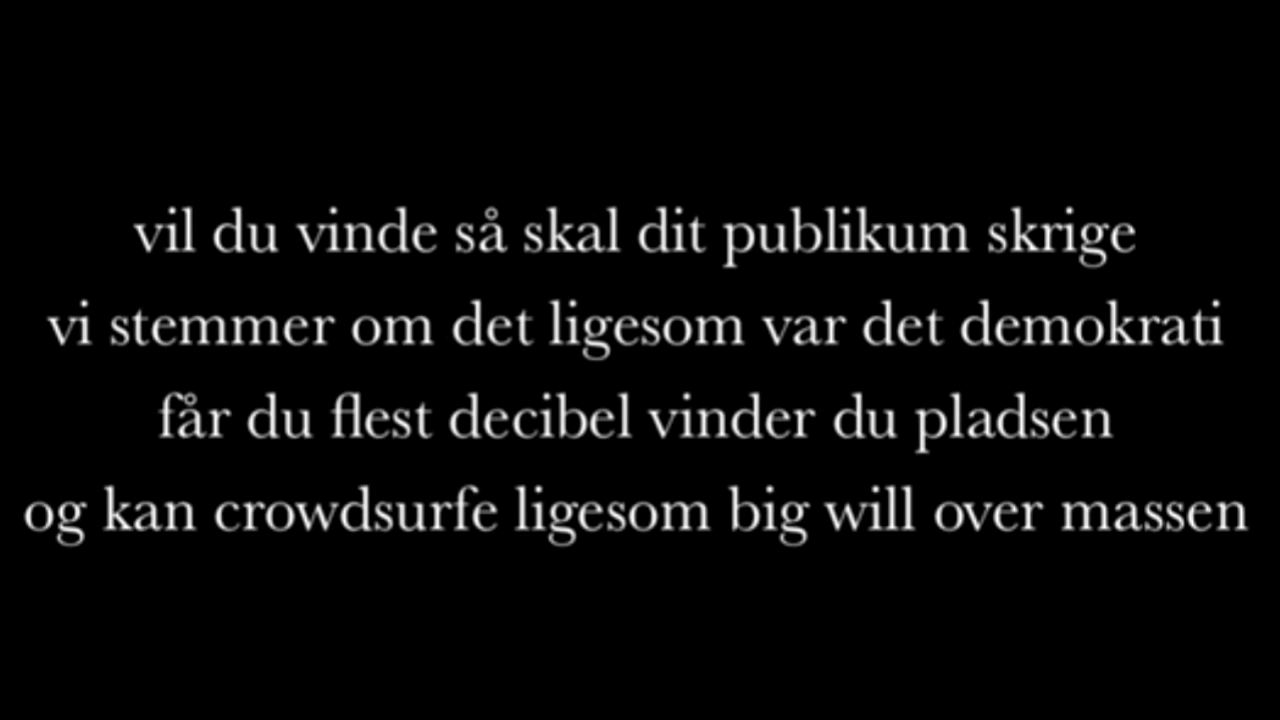 vil du vinde så skal dit publikum skrige
vi stemmer om det ligesom var det demokrati
får du flest decibel vinder du pladsen
og kan crowdsurfe ligesom big will over massen